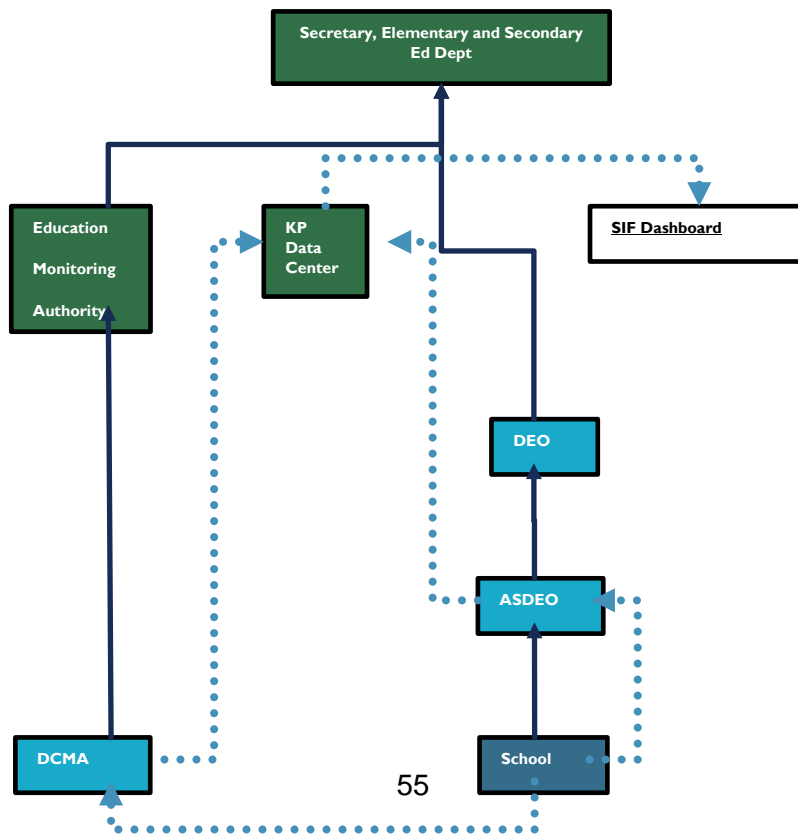 Secretary, Elementary and Secondary
Ed Dept
Education
Monitoring
Authority
KP
Data
Center
SIF Dashboard
DEO
ASDEO
DCMA
School
55